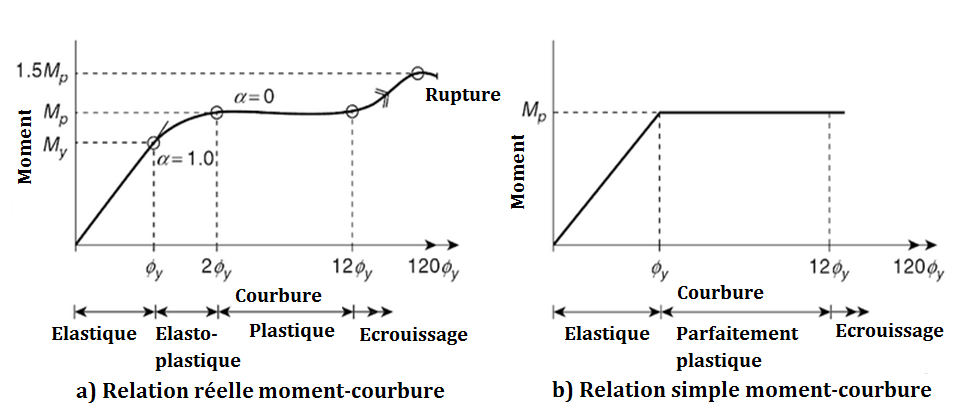 1.5Mp
Mp
My
Moment
α=0
α=1.0
Rupture
ϕy
2ϕy
12ϕy
120ϕy
Courbure
Elastique
Elasto-
plastique
Plastique
Ecrouissage
a) Relation réelle moment-courbure
Mp
Moment
ϕy
12ϕy
120ϕy
Courbure
Elastique
Parfaitement
plastique
Ecrouissage
b) Relation simple moment-courbure